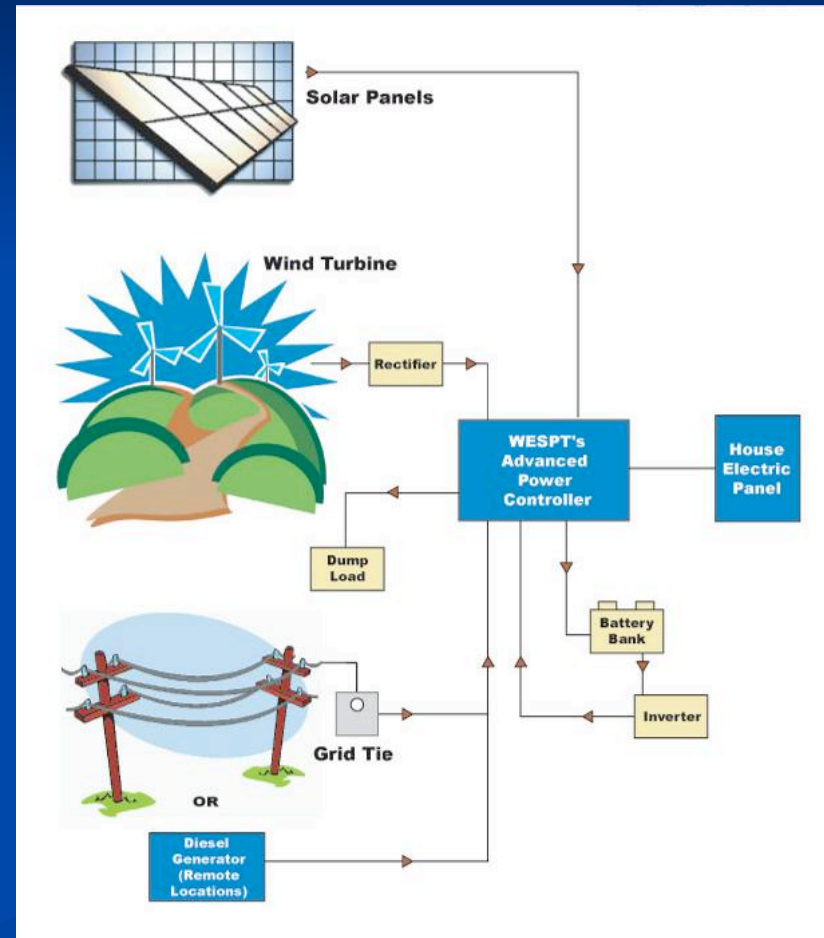 Solar Panels
Wind Turbine
Rectifier
WESPT's
Advanced
Power
Controller
House
Electric
Panel
Dump
Load
Battery
Bank
Inverter
Grid Tie
OR
Diesel
Generator
(Remote
Locations)